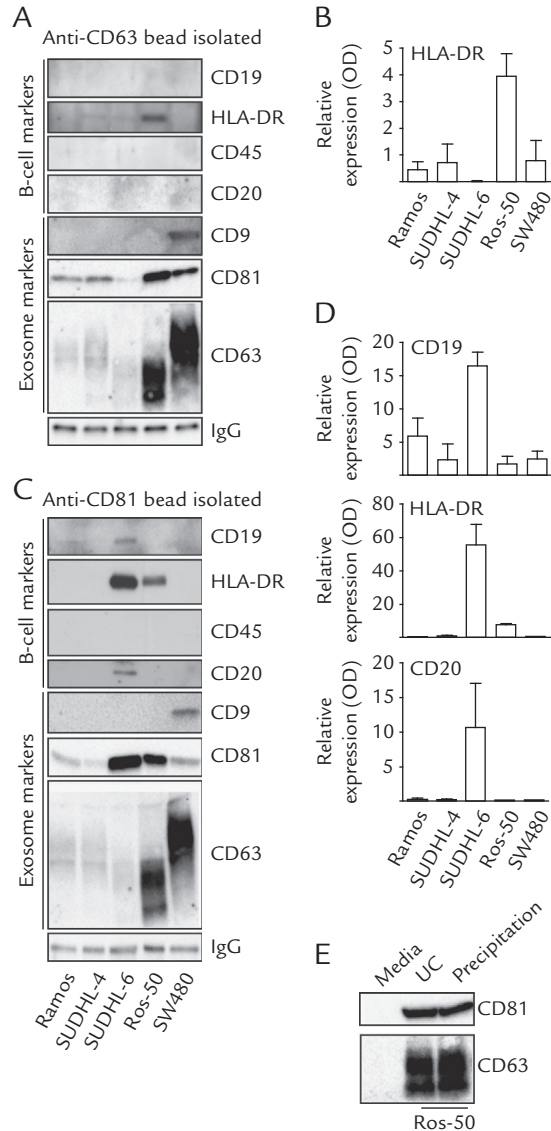 A
Anti-CD63 bead isolated
B-cell markers
CD19
HLA-DR
CD45
CD20
Exosome markers
CD9
CD81
CD63
IgG
B
HLA-DR
Relative
expression (OD)
5
4
3
2
1
Ramos
SUDHL-4
SUDHL-6
Ros-50
SW480
C
Anti-CD81 bead isolated
B-cell markers
CD19
HLA-DR
CD45
CD20
Exosome markers
CD9
CD81
CD63
IgG
Ramos
SUDHL-4
SUDHL-6
Ros-50
SW480
D
CD19
Relative
expression (OD)
20
15
10
5
HLA-DR
Relative
expression (OD)
80
60
40
20
CD20
Relative
expression (OD)
20
15
10
5
0
Ramos
SUDHL-4
SUDHL-6
Ros-50
SW480
E
Media
UC
Precipitation
CD81
CD63
Ros-50